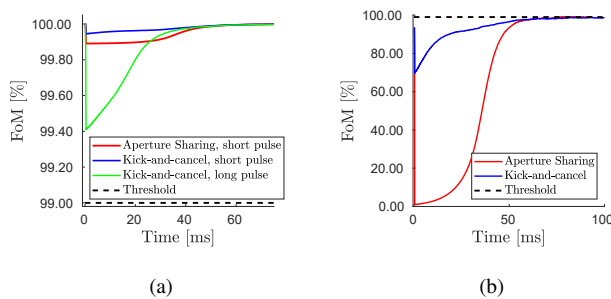 FoM [%]
100.00
99.80
99.60
99.40
99.20
99.00
Aperture Sharing, short pulse
Kick-and-cancel, short pulse
Kick-and-cancel, long pulse
Threshold
0 20 40 60
Time [ms]
(a)
FoM [%]
100.00
80.00
60.00
40.00
20.00
0.00
Aperture Sharing
Kick-and-cancel
Threshold
0 50 100
Time [ms]
(b)